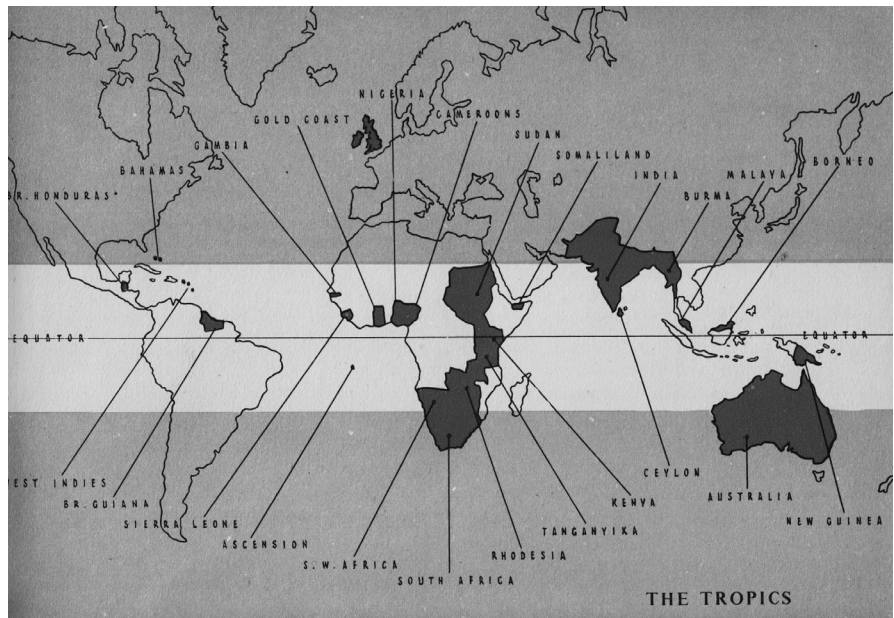 NIGERIA
GOLD COAST
CAMEROONS
GAMBIA
SUDAN
BAHAMAS
SOMALILAND
INDIA
MALAYA
BORNEO
BR. HONDURAS
BURMA
EQUATOR
EQUATOR
WEST INDIES
BR. GUIANA
SIERRA LEONE
ASCENSION
S. W. AFRICA
SOUTH AFRICA
RHODESIA
TANGANYIKA
KENYA
CEYLON
AUSTRALIA
NEW GUINEA
THE TROPICS